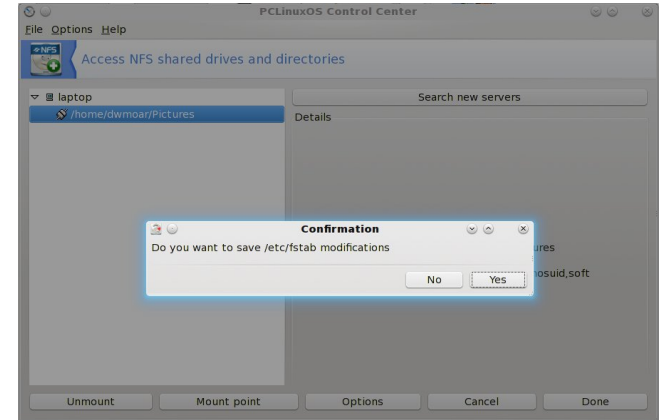 PCLinuxOS Control Center
File Options Help
NFS
Access NFS shared drives and directories
laptop
Search new servers
/home/dwmoar/Pictures
Details
Confirmation
Do you want to save /etc/fstab modifications
ures
nosuid,soft
No Yes
Unmount Mount point Options Cancel Done